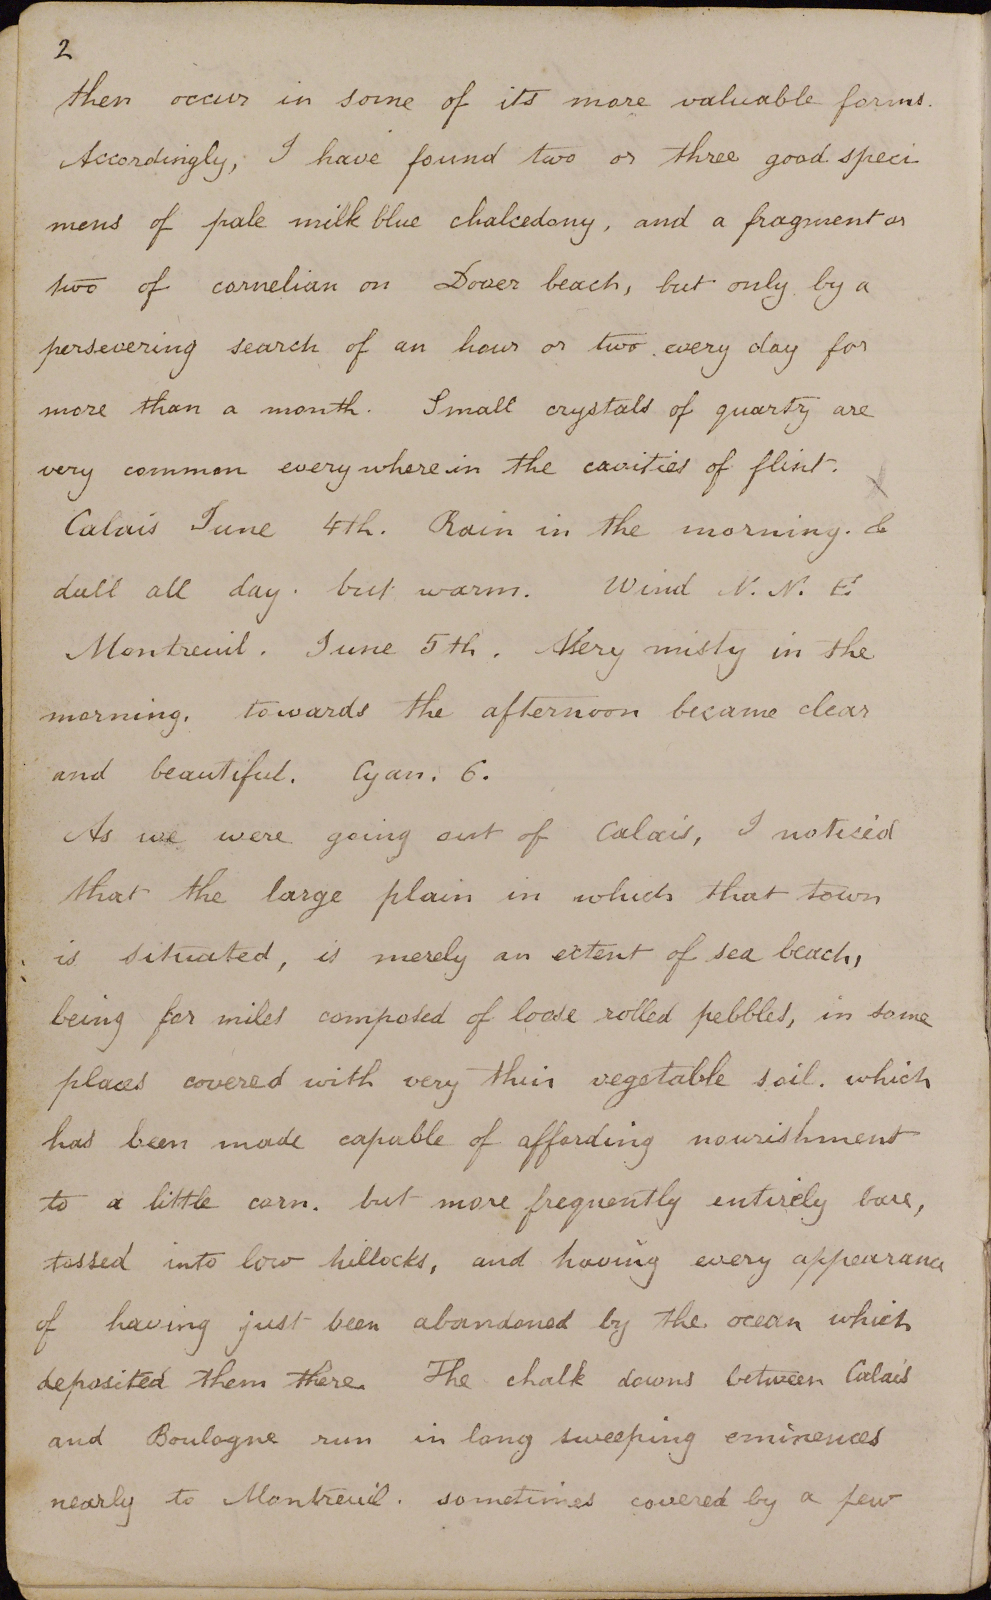 2
then occur in some of its more valuable forms.
Accordingly, I have found two or three good speci
mens of pale milk blue chalcedony, and a fragment or
two of cornelian on Dover beach, but only by a
persevering search of an hour or two every day for
more than a month. Small crystals of quartz are
very common everywhere in the cavities of flint.
Calais June 4th. Rain in the morning. &
dull all day. but warm. Wind N. N. E.
Montreuil. June 5th. Very misty in the
morning. towards the afternoon became clear
and beautiful. Cyan. 6.
As we were going out of Calais, I noticed
that the large plain in which that town
is situated, is merely an extent of sea beach,
being for miles composed of loose rolled pebbles, in some
places covered with very thin vegetable soil. which
has been made capable of affording nourishment
to a little corn. but more frequently entirely bare,
tossed into low hillocks, and having every appearance
of having just been abandoned by the ocean which
deposited them there. The chalk downs between Calais
and Boulogne run in long sweeping eminences
nearly to Montreuil. sometimes covered by a few